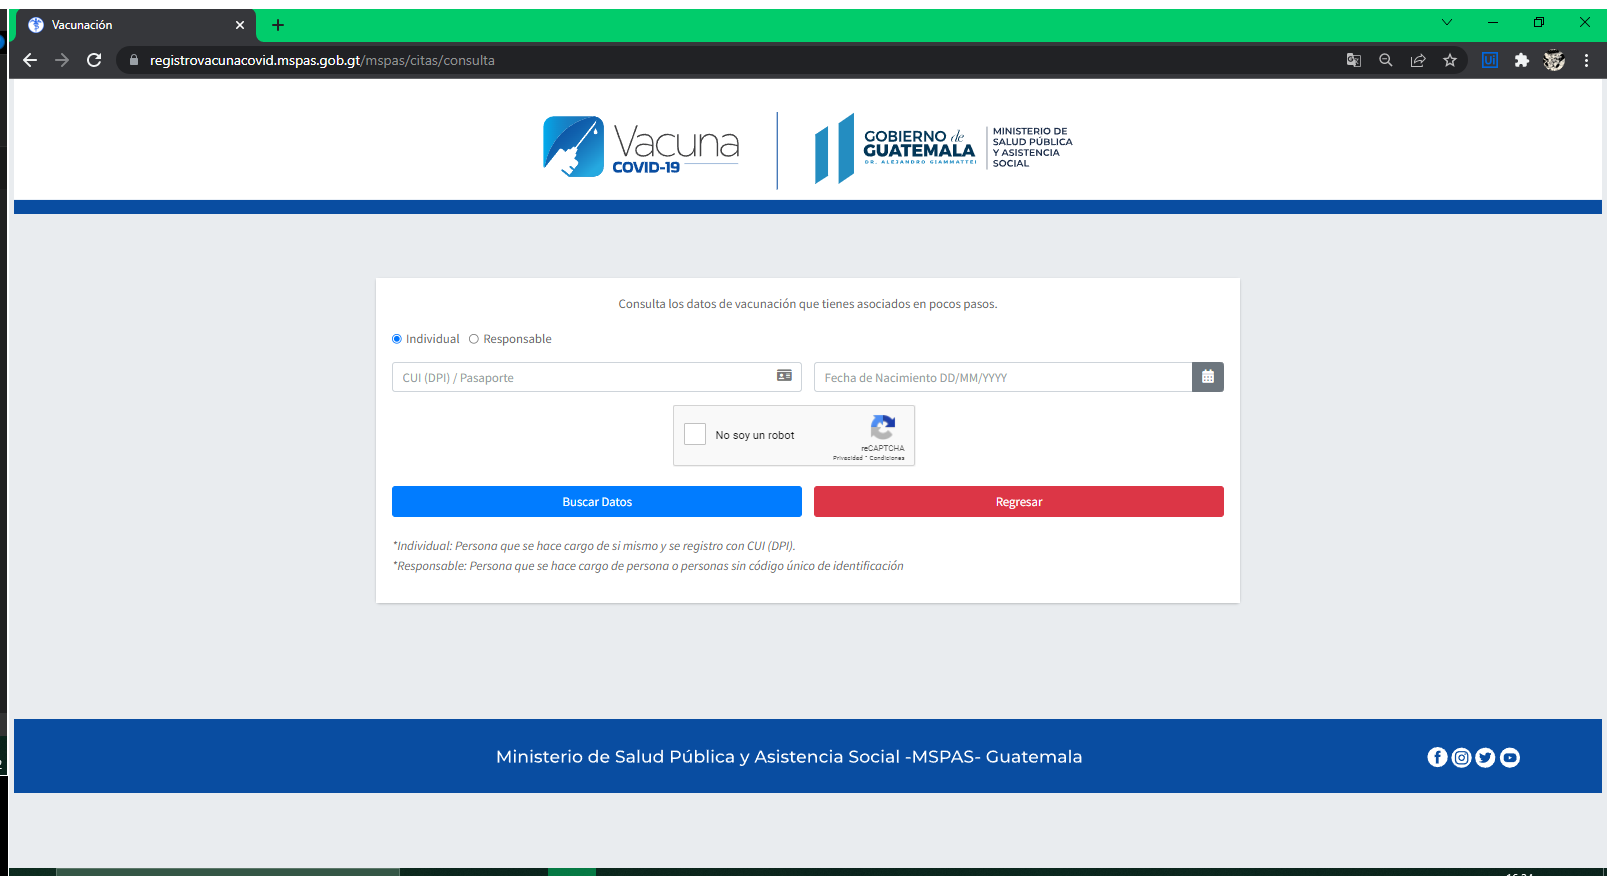 Vacunación
registrovacunacovid.mspas.gob.gt/mspas/citas/consulta
Vacuna
COVID-19
GOBIERNO de
GUATEMALA
DR. ALEJANDRO GIAMMATTEI
MINISTERIO DE
SALUD PÚBLICA
Y ASISTENCIA
SOCIAL
Consulta los datos de vacunación que tienes asociados en pocos pasos.
Individual Responsable
CUI (DPI) / Pasaporte
Fecha de Nacimiento DD/MM/YYYY
No soy un robot
reCAPTCHA
Privacidad - Condiciones
Buscar Datos
Regresar
*Individual: Persona que se hace cargo de si mismo y se registro con CUI (DPI).
*Responsable: Persona que se hace cargo de persona o personas sin código único de identificación
Ministerio de Salud Pública y Asistencia Social -MSPAS- Guatemala